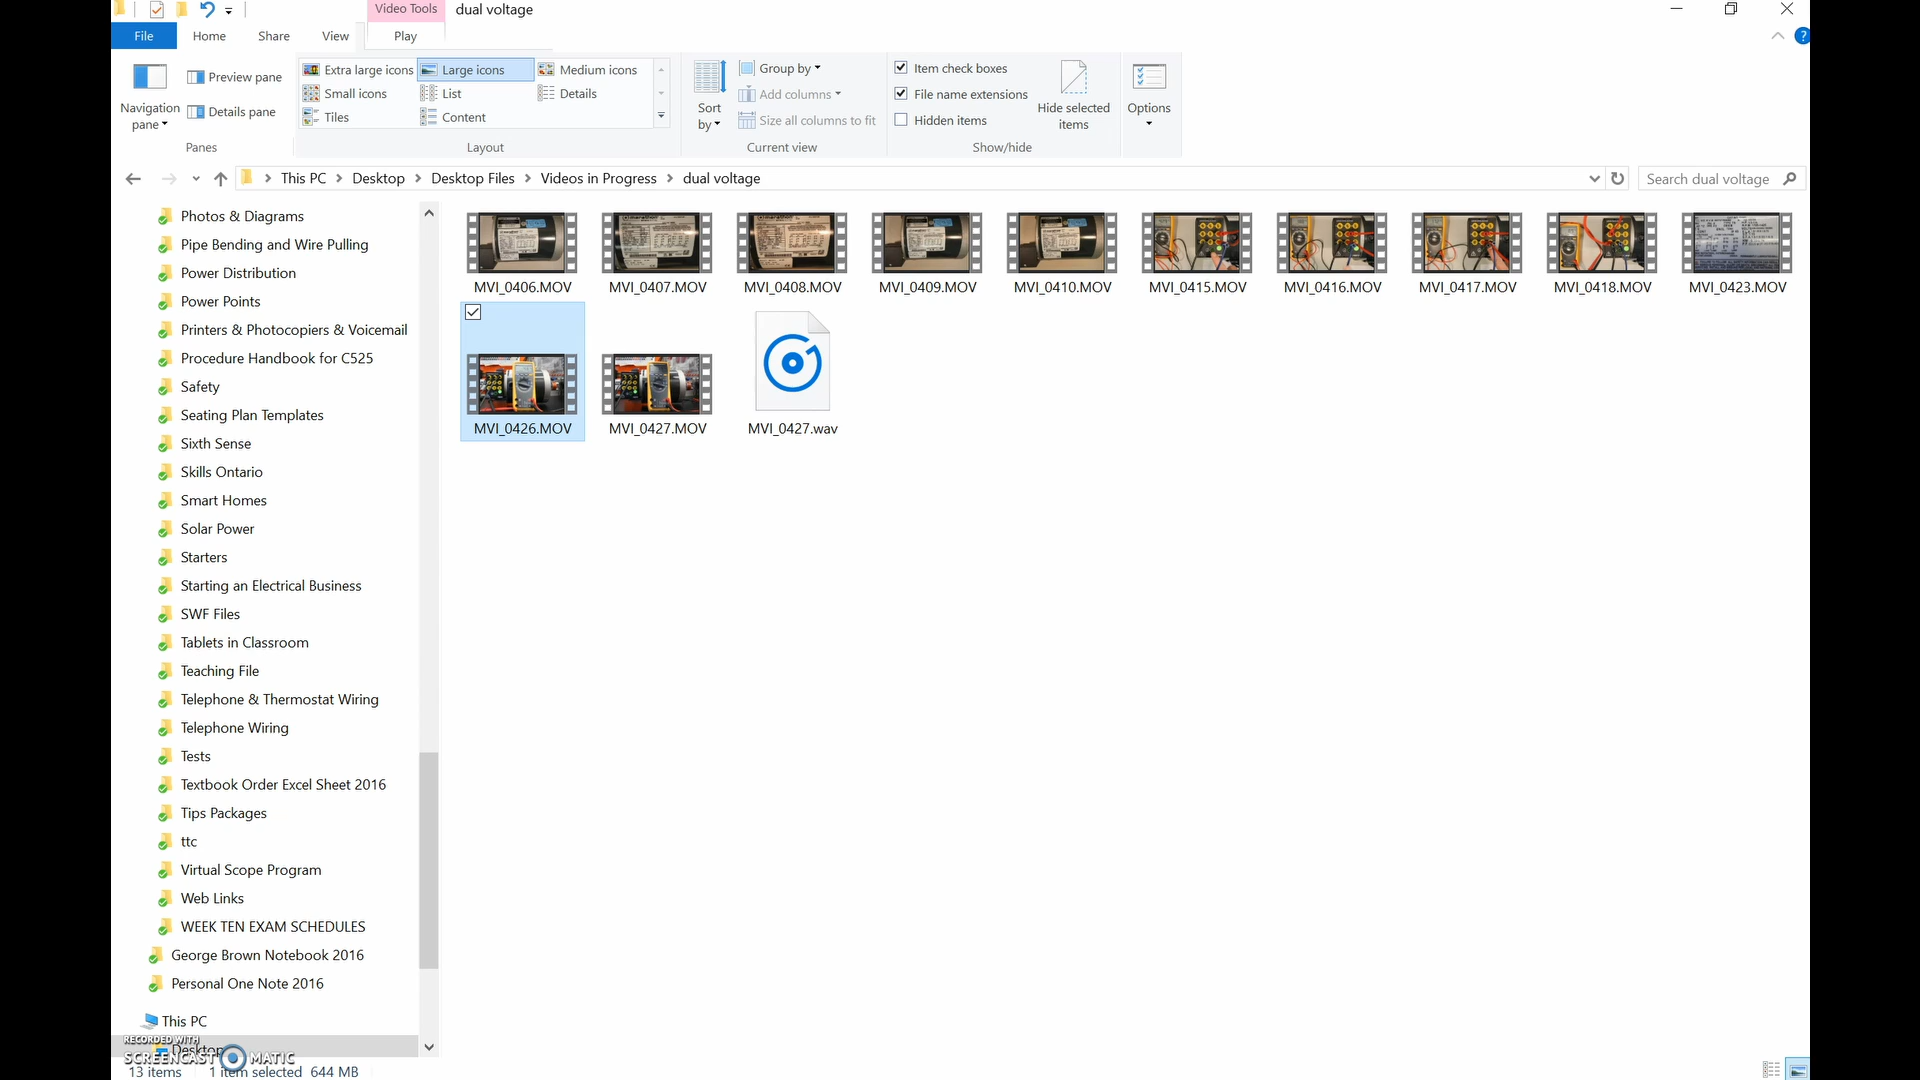 Video Tools dual voltage
File Home Share View Play
Navigation pane
Preview pane
Details pane
Panes
Extra large icons Large icons Medium icons
Small icons List Details
Tiles Content
Layout
Sort by
Group by
Add columns
Size all columns to fit
Current view
Item check boxes
File name extensions
Hidden items
Hide selected items
Show/hide
Options
This PC Desktop Desktop Files Videos in Progress dual voltage
Search dual voltage
Photos & Diagrams
Pipe Bending and Wire Pulling
Power Distribution
Power Points
Printers & Photocopiers & Voicemail
Procedure Handbook for C525
Safety
Seating Plan Templates
Sixth Sense
Skills Ontario
Smart Homes
Solar Power
Starters
Starting an Electrical Business
SWF Files
Tablets in Classroom
Teaching File
Telephone & Thermostat Wiring
Telephone Wiring
Tests
Textbook Order Excel Sheet 2016
Tips Packages
ttc
Virtual Scope Program
Web Links
WEEK TEN EXAM SCHEDULES
George Brown Notebook 2016
Personal One Note 2016
This PC
Desktop
MVI_0406.MOV MVI_0407.MOV MVI_0408.MOV MVI_0409.MOV MVI_0410.MOV MVI_0415.MOV MVI_0416.MOV MVI_0417.MOV MVI_0418.MOV MVI_0423.MOV
MVI_0426.MOV MVI_0427.MOV MVI_0427.wav
RECORDED WITH
SCREENCAST MATIC
13 items 1 item selected 644 MB